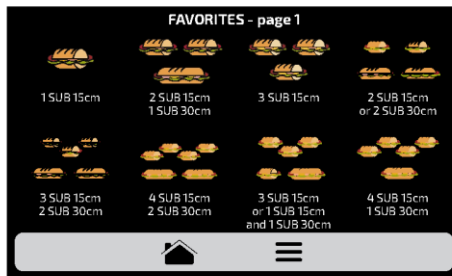 FAVORITES - page 1
1 SUB 15cm
2 SUB 15cm
1 SUB 30cm
3 SUB 15cm
2 SUB 15cm
or 2 SUB 30cm
3 SUB 15cm
2 SUB 30cm
4 SUB 15cm
2 SUB 30cm
3 SUB 15cm
or 1 SUB 15cm
and 1 SUB 30cm
4 SUB 15cm
1 SUB 30cm